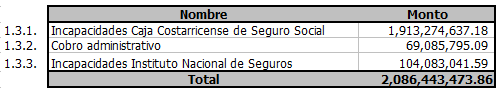 Nombre Monto
1.3.1. Incapacidades Caja Costarricense de Seguro Social 1,913,274,637.18
1.3.2. Cobro administrativo 69,085,795.09
1.3.3. Incapacidades Instituto Nacional de Seguros 104,083,041.59
Total 2,086,443,473.86